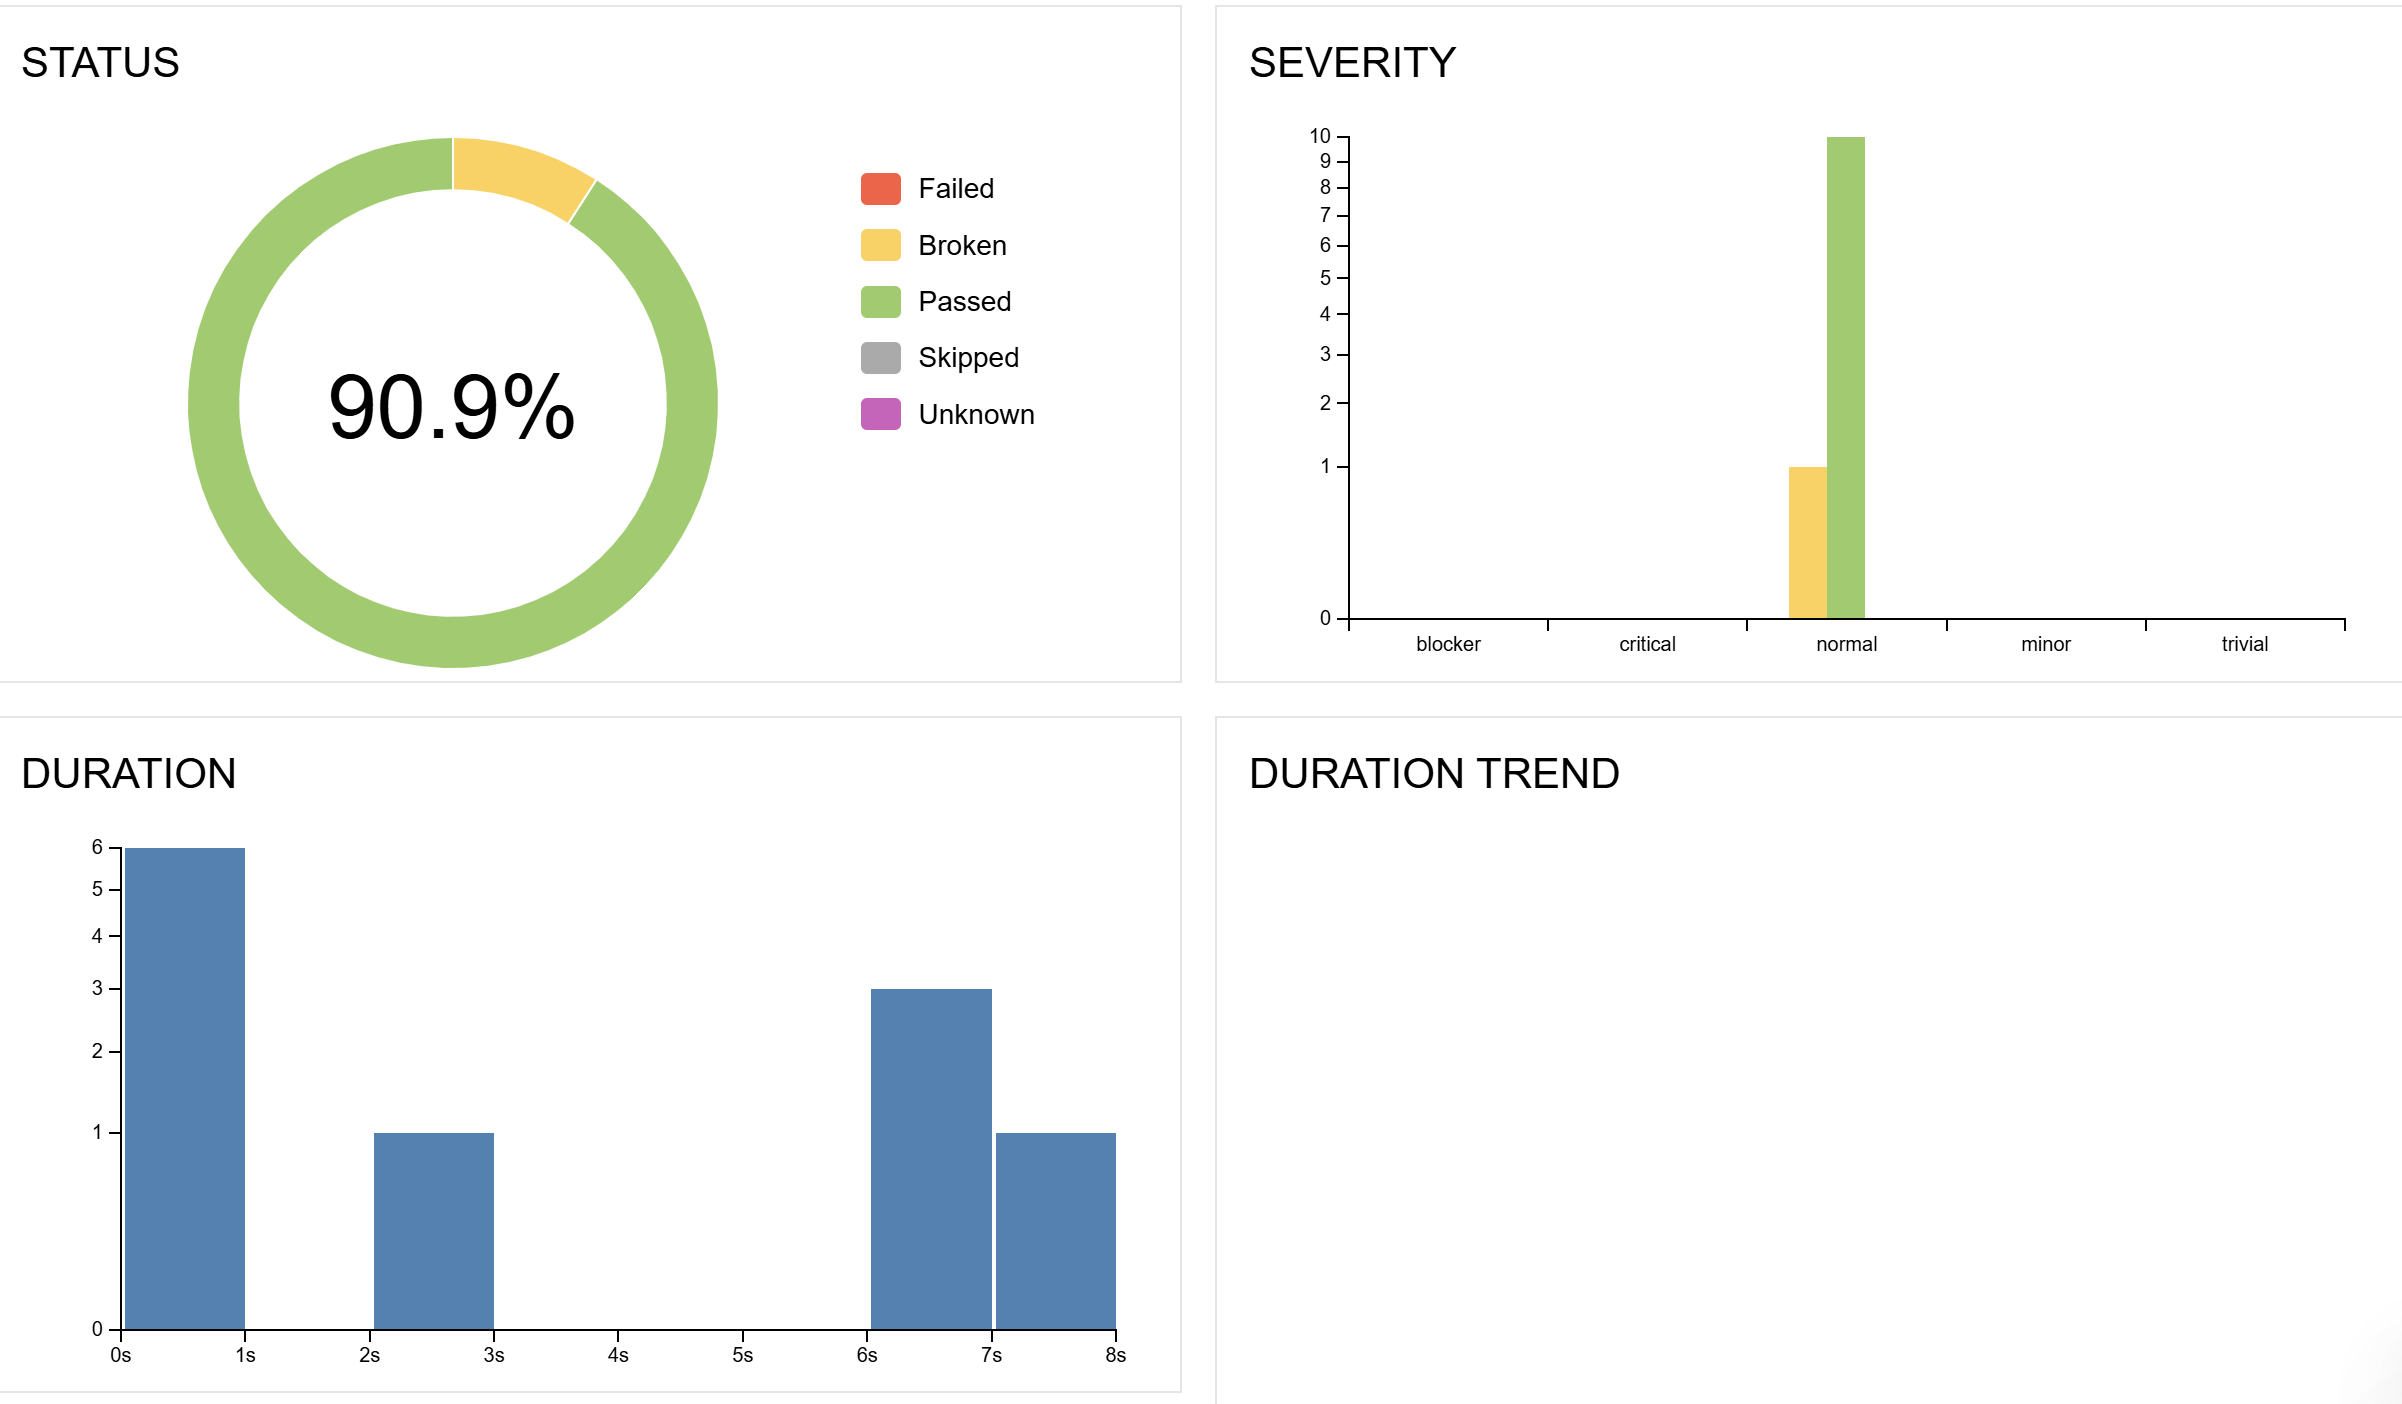 STATUS
90.9%
Failed
Broken
Passed
Skipped
Unknown
SEVERITY
10
9
8
7
6
5
4
3
2
1
0
blocker critical normal minor trivial
DURATION
6
5
4
3
2
1
0
0s 1s 2s 3s 4s 5s 6s 7s 8s
DURATION TREND